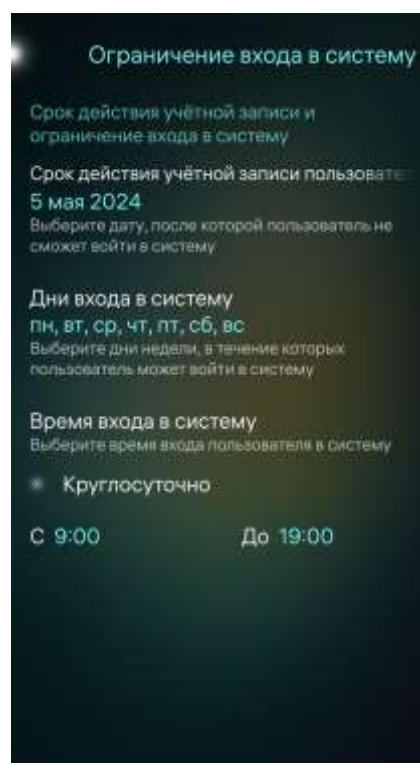 Ограничение входа в систему
Срок действия учётной записи и
ограничение входа в систему
Срок действия учётной записи
5 мая 2024
Выберите дату, после которой пользователь не
сможет войти в систему
Дни входа в систему
пн, вт, ср, чт, пт, сб, вс
Выберите дни недели, в течение которых
пользователь может войти в систему
Время входа в систему
Выберите время входа пользователя в систему
Круглосуточно
С 9:00 До 19:00